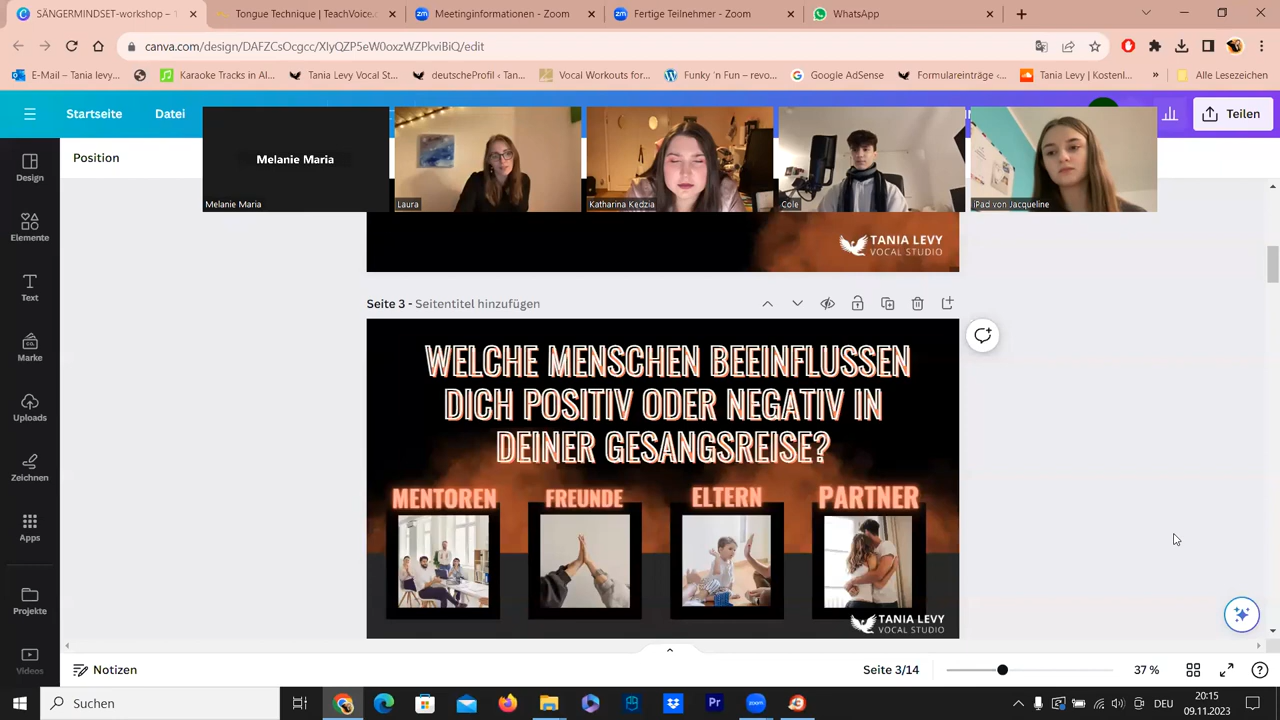 SÄNGERMINDSET-workshop –
Tongue Technique | TeachVoice.c
Meetinginformationen - Zoom
Fertige Teilnehmer - Zoom
WhatsApp
canva.com/design/DAFZCsOcgcc/XlyQZP5eW0oxzWZPkviBiQ/edit
E-Mail – Tania levy...
Karaoke Tracks in Al...
Tania Levy Vocal St...
deutscheProfil ‹ Tan...
Vocal Workouts for...
Funky 'n Fun – revo...
Google AdSense
Formulareinträge ‹...
Tania Levy | Kostenl...
»
Alle Lesezeichen
Startseite
Datei
Teilen
Position
Melanie Maria
Melanie Maria
Laura
Katharina Kędzia
Cole
iPad von Jacqueline
Design
Elemente
Text
Marke
Uploads
Zeichnen
Apps
Projekte
Videos
TANIA LEVY
VOCAL STUDIO
Seite 3 - Seitentitel hinzufügen
WELCHE MENSCHEN BEEINFLUSSEN
DICH POSITIV ODER NEGATIV IN
DEINER GESANGSREISE?
MENTOREN
FREUNDE
ELTERN
PARTNER
TANIA LEVY
VOCAL STUDIO
Notizen
Seite 3/14
37 %
Suchen
Pr
zoom
DEU
20:15
09.11.2023